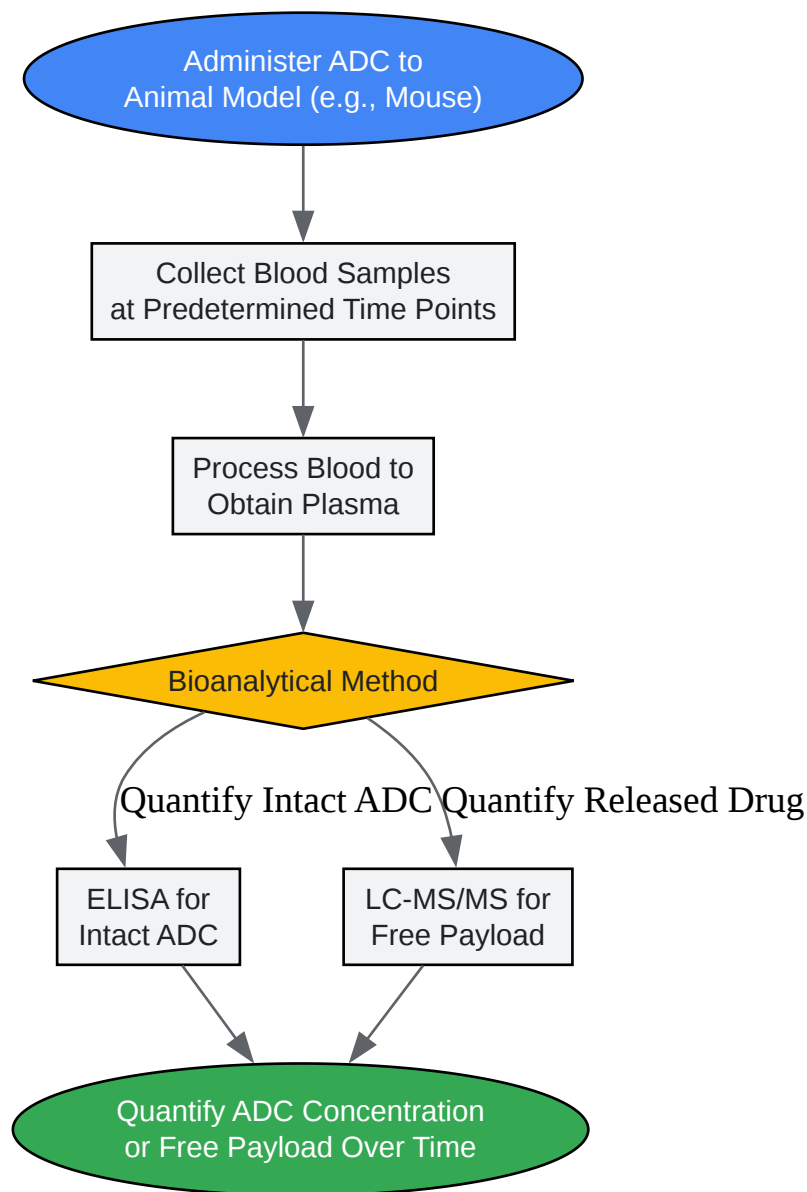 Administer ADC to
Animal Model (e.g., Mouse)
Collect Blood Samples
at Predetermined Time Points
Process Blood to
Obtain Plasma
Bioanalytical Method
Quantify Intact ADC
Quantify Released Drug
ELISA for
Intact ADC
LC-MS/MS for
Free Payload
Quantify ADC Concentration
or Free Payload Over Time